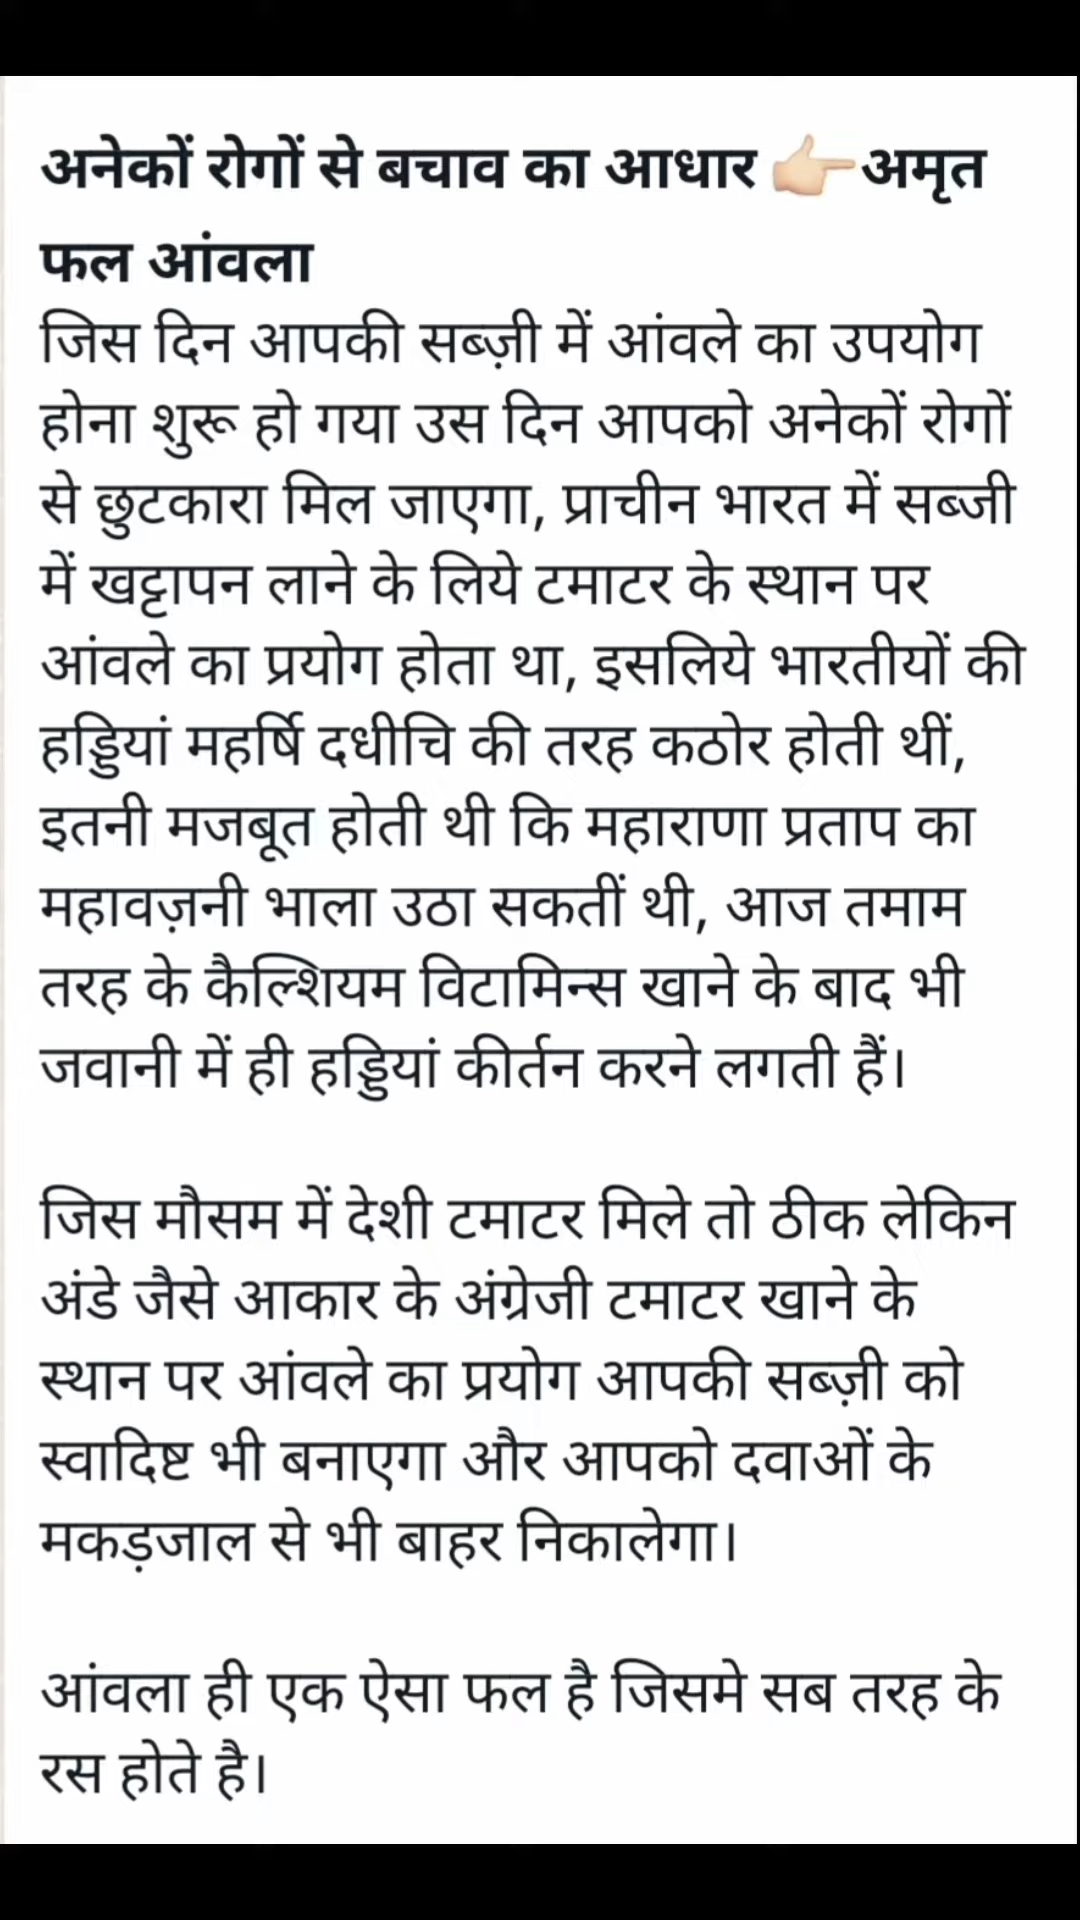 अनेकों रोगों से बचाव का आधार 👉🏻अमृत
फल आंवला
जिस दिन आपकी सब्ज़ी में आंवले का उपयोग
होना शुरू हो गया उस दिन आपको अनेकों रोगों
से छुटकारा मिल जाएगा, प्राचीन भारत में सब्जी
में खट्टापन लाने के लिये टमाटर के स्थान पर
आंवले का प्रयोग होता था, इसलिये भारतीयों की
हड्डियां महर्षि दधीचि की तरह कठोर होती थीं,
इतनी मजबूत होती थी कि महाराणा प्रताप का
महावज़नी भाला उठा सकतीं थी, आज तमाम
तरह के कैल्शियम विटामिन्स खाने के बाद भी
जवानी में ही हड्डियां कीर्तन करने लगती हैं।
जिस मौसम में देशी टमाटर मिले तो ठीक लेकिन
अंडे जैसे आकार के अंग्रेजी टमाटर खाने के
स्थान पर आंवले का प्रयोग आपकी सब्ज़ी को
स्वादिष्ट भी बनाएगा और आपको दवाओं के
मकड़जाल से भी बाहर निकालेगा।
आंवला ही एक ऐसा फल है जिसमे सब तरह के
रस होते है।